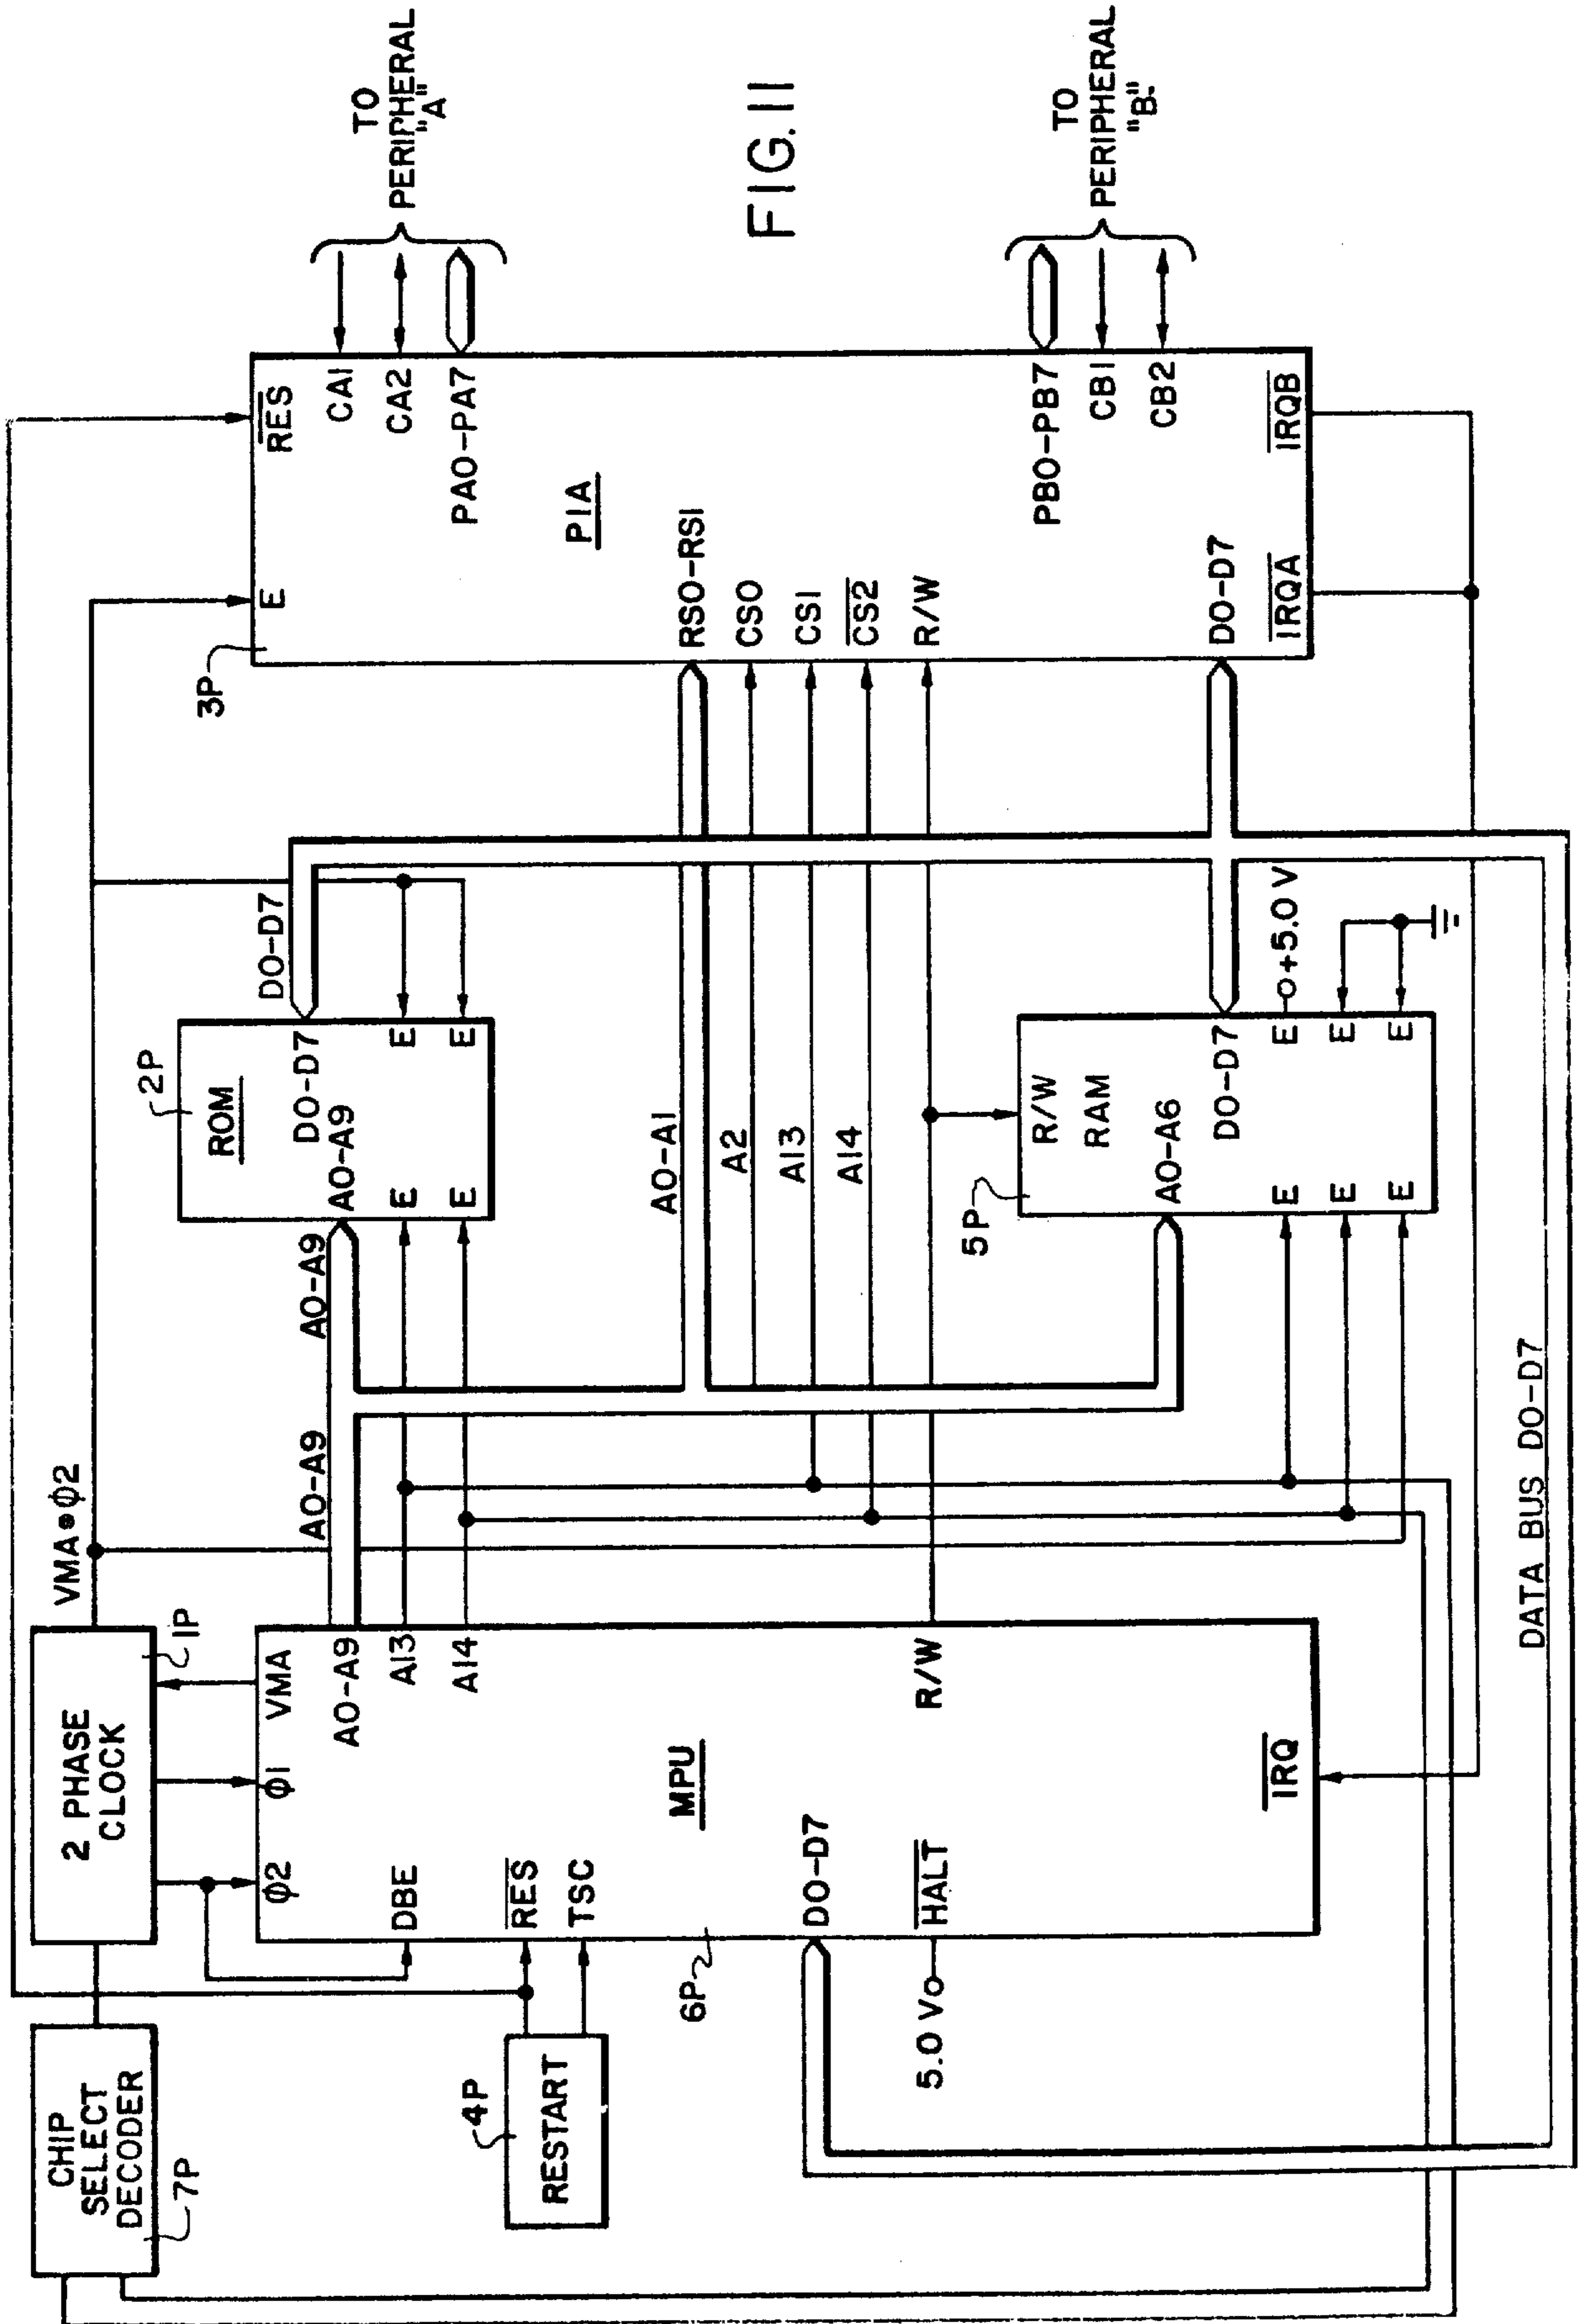 CHIP
SELECT
DECODER
7P
2 PHASE
CLOCK
1P
VMA•Φ2
4P
RESTART
Φ2
Φ1
VMA
DBE
RES
TSC
A0-A9
A13
A14
6P
MPU
D0-D7
HALT
5.0 V
R/W
IRQ
A0-A9
A0-A9
2P
ROM
D0-D7
A0-A9
E
E
E
E
D0-D7
A0-A1
A2
A13
A14
5P
R/W
RAM
A0-A6
D0-D7
E
E
E
E
E
E
+5.0 V
DATA BUS D0-D7
3P
E
RES
CA1
CA2
PA0-PA7
PIA
RS0-RS1
CS0
CS1
CS2
R/W
PB0-PB7
CB1
CB2
D0-D7
IRQA
IRQB
TO
PERIPHERAL
"A"
TO
PERIPHERAL
"B"
FIG. 11